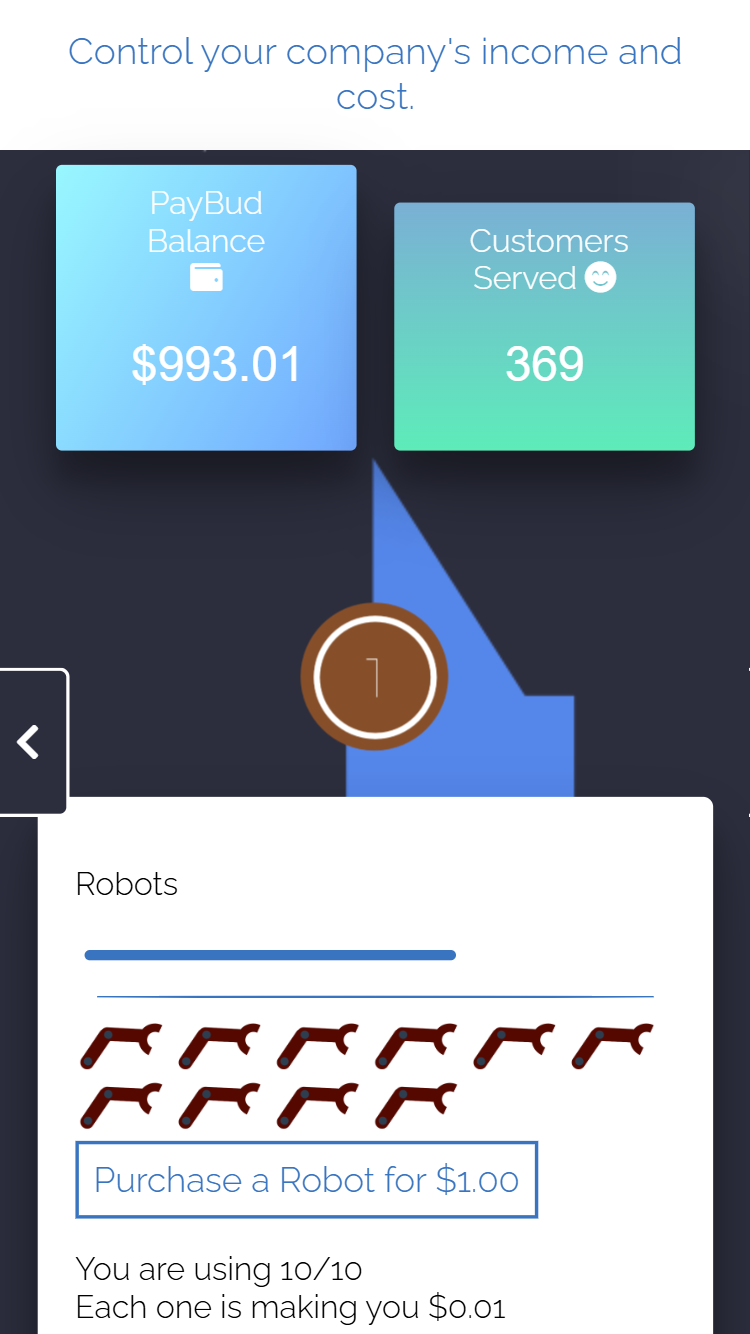 Control your company's income and
cost.
PayBud
Balance
$993.01
Customers
Served
369
1
Robots
Purchase a Robot for $1.00
You are using 10/10
Each one is making you $0.01